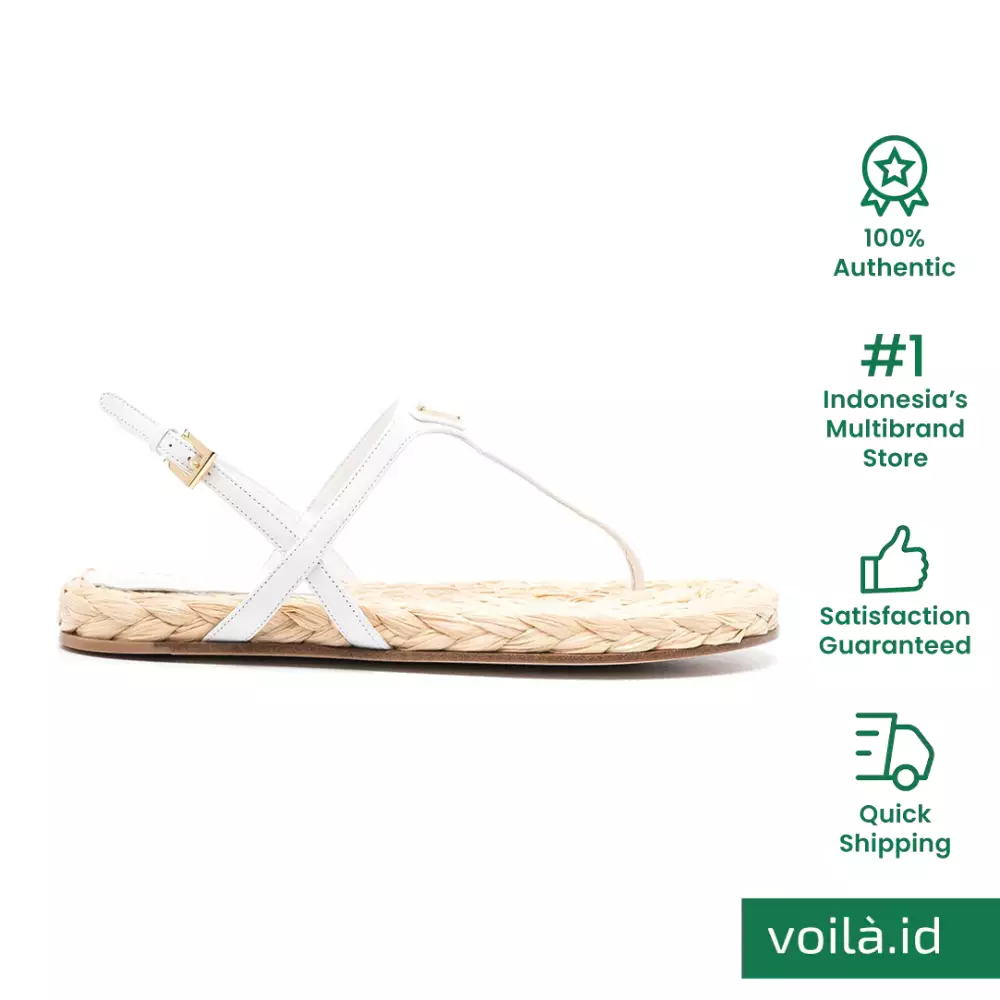 100%
Authentic
#1
Indonesia's
Multibrand
Store
Satisfaction
Guaranteed
Quick
Shipping
voilà.id